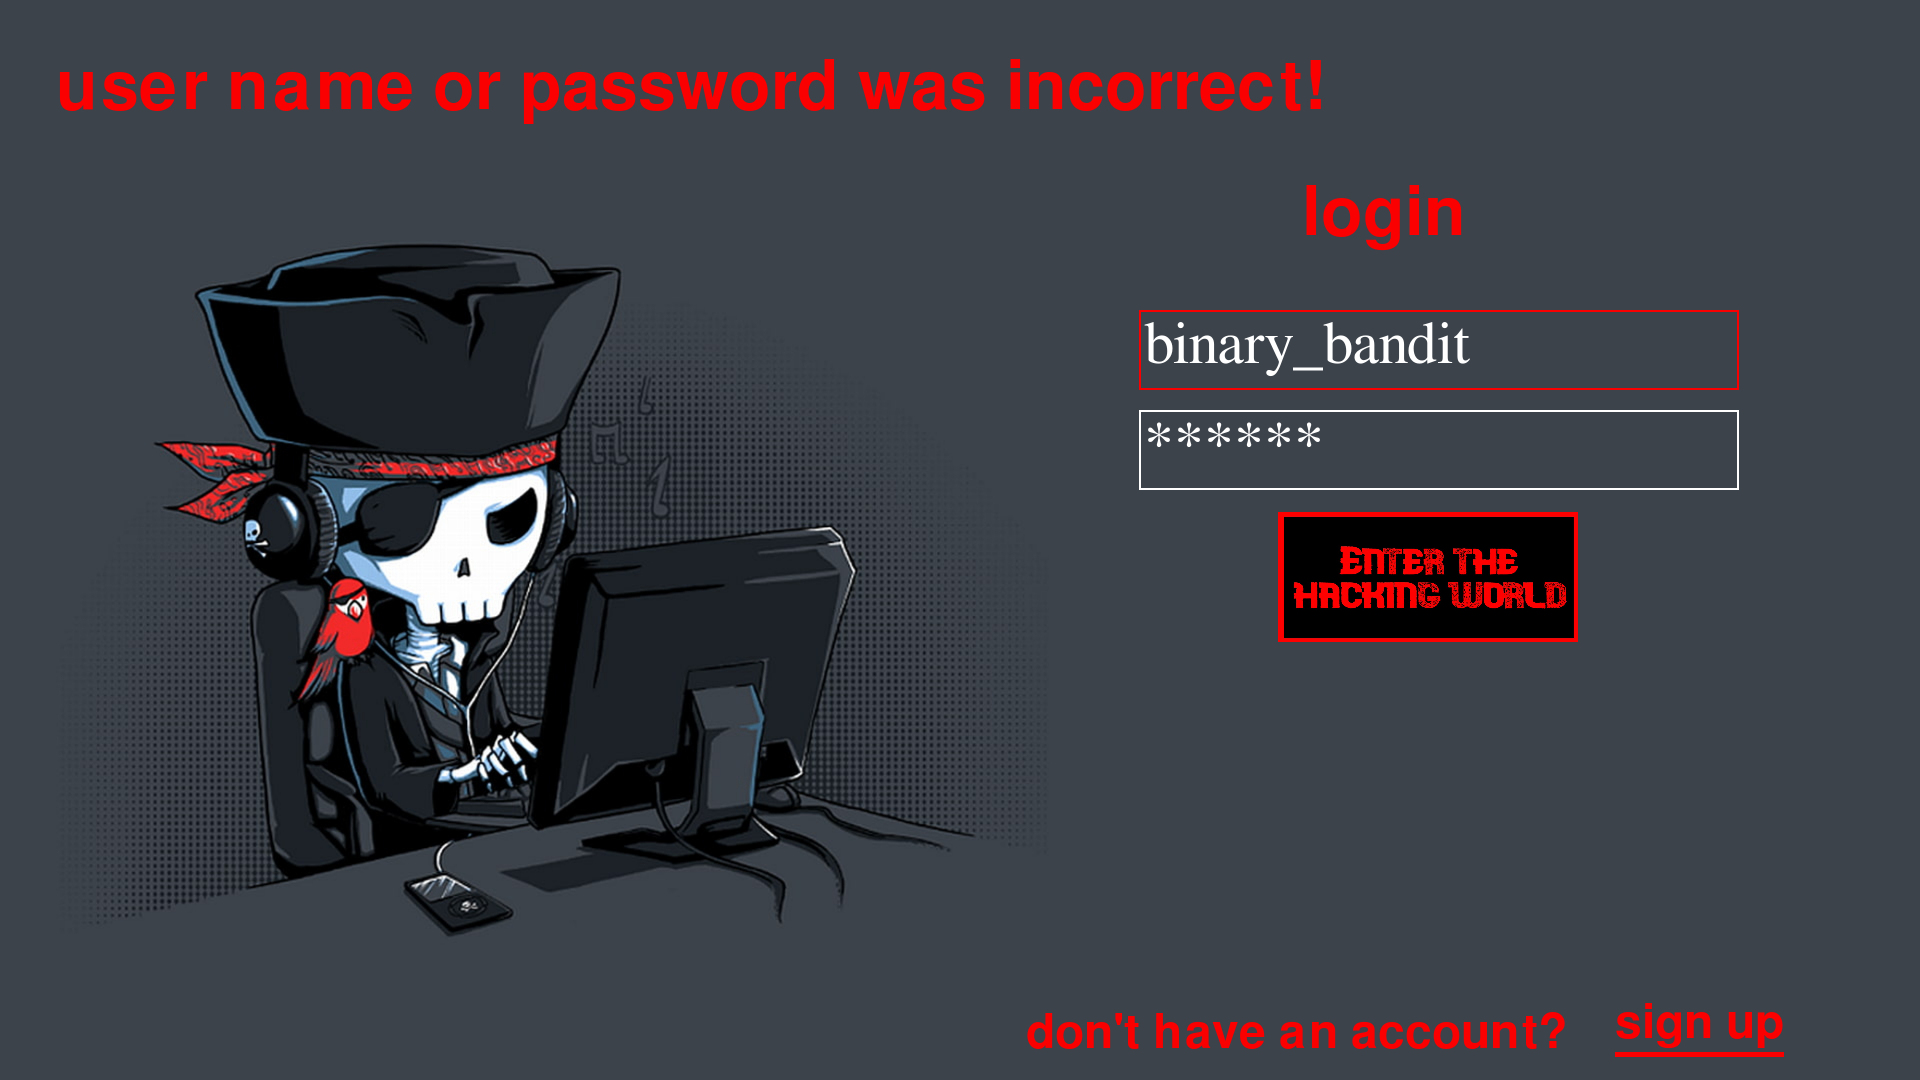 user name or password was incorrect!
login
binary_bandit
******
ENTER THE
HACKING WORLD
don't have an account? sign up